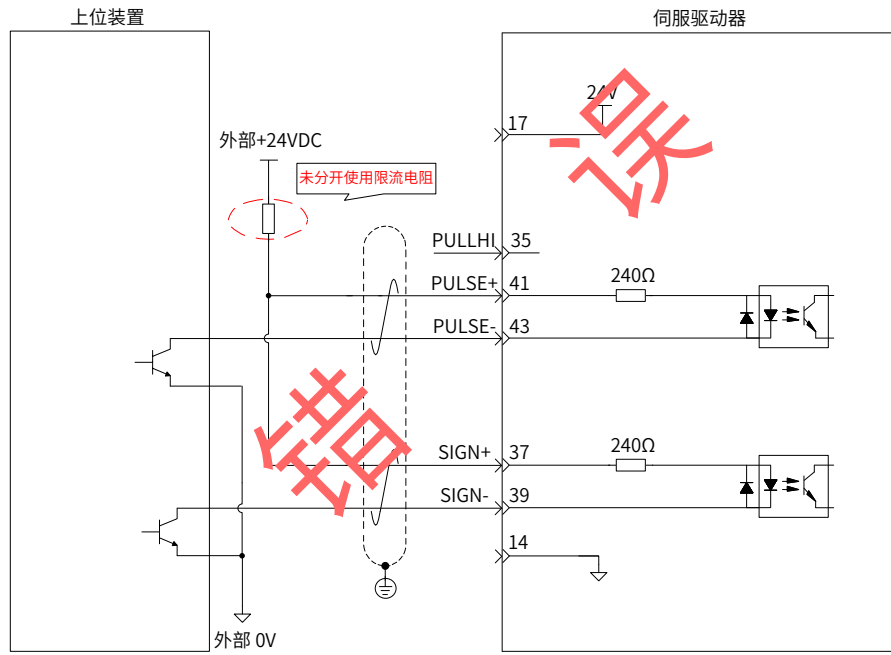 上位装置
伺服驱动器
24V
17
外部+24VDC
未分开使用限流电阻
误
PULLHI 35
PULSE+ 41
240Ω
PULSE- 43
错
SIGN+ 37
240Ω
SIGN- 39
14
外部 0V